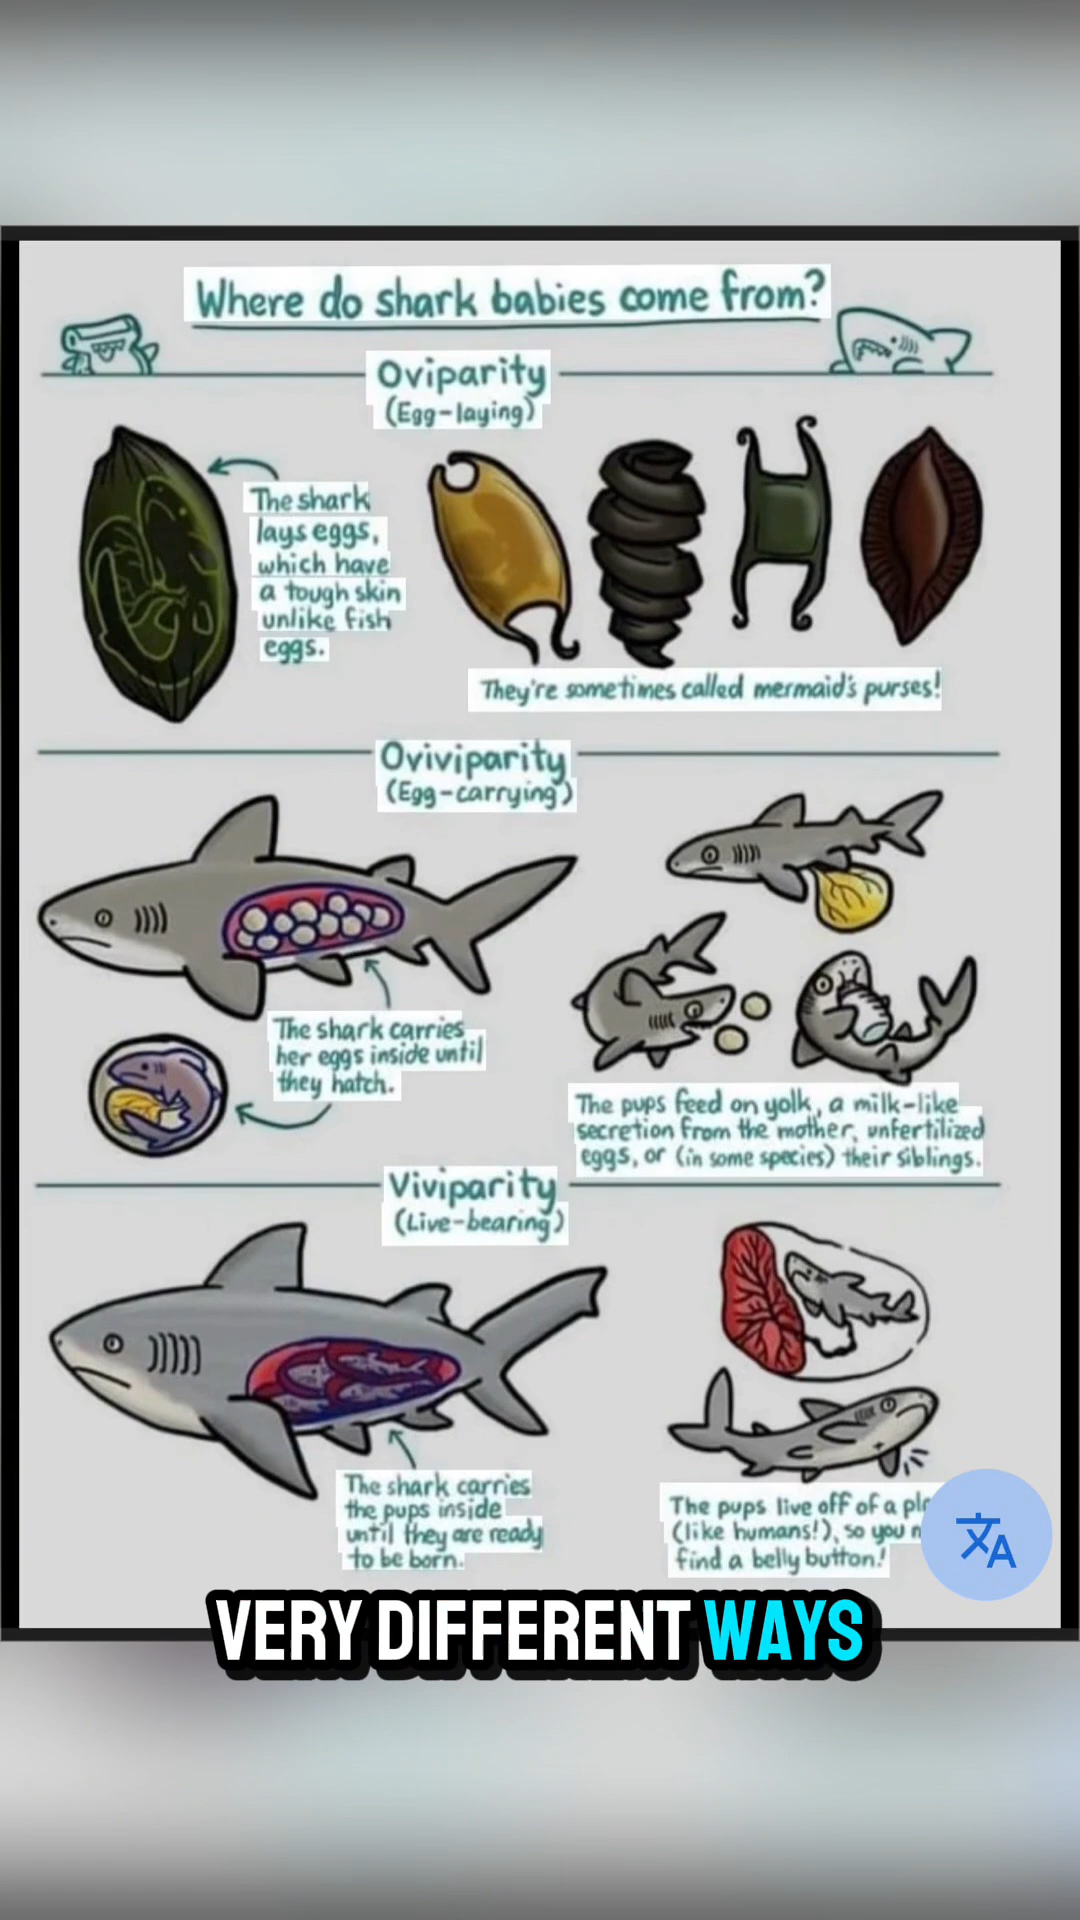 Where do shark babies come from?
Oviparity
(Egg-laying)
The shark
lays eggs,
which have
a tough skin
unlike fish
eggs.
They're sometimes called mermaid's purses!
Oviviparity
(Egg-carrying)
The shark carries
her eggs inside until
they hatch.
The pups feed on yolk, a milk-like
secretion from the mother, unfertilized
eggs, or (in some species) their siblings.
Viviparity
(Live-bearing)
The shark carries
the pups inside
until they are ready
to be born.
The pups live off of a
(like humans!), so you
find a belly button!
VERY DIFFERENT WAYS